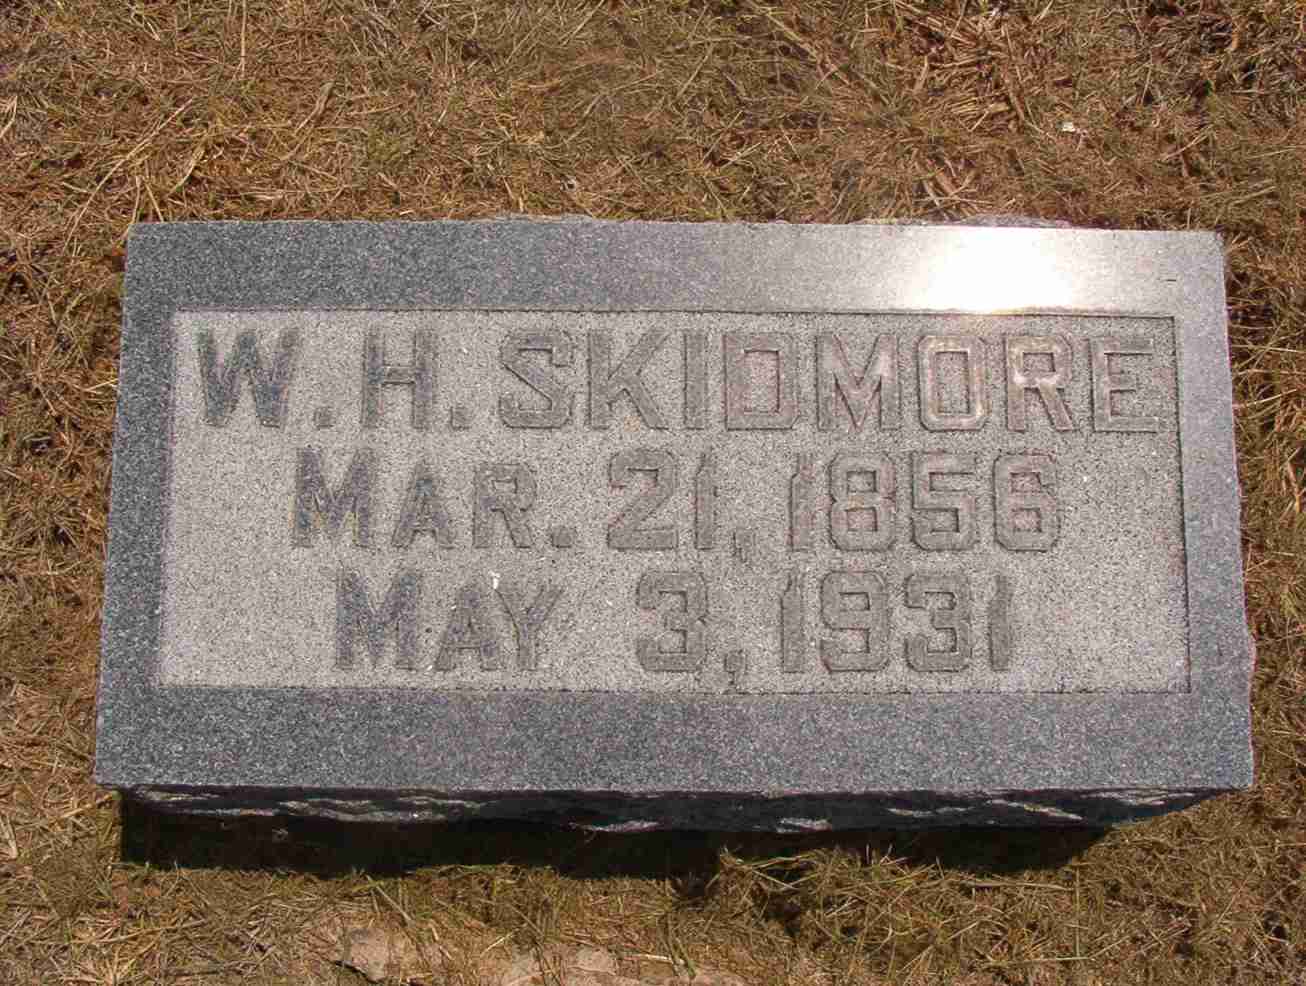 W. H. SKIDMORE
MAR. 21, 1856
MAY 3, 1931